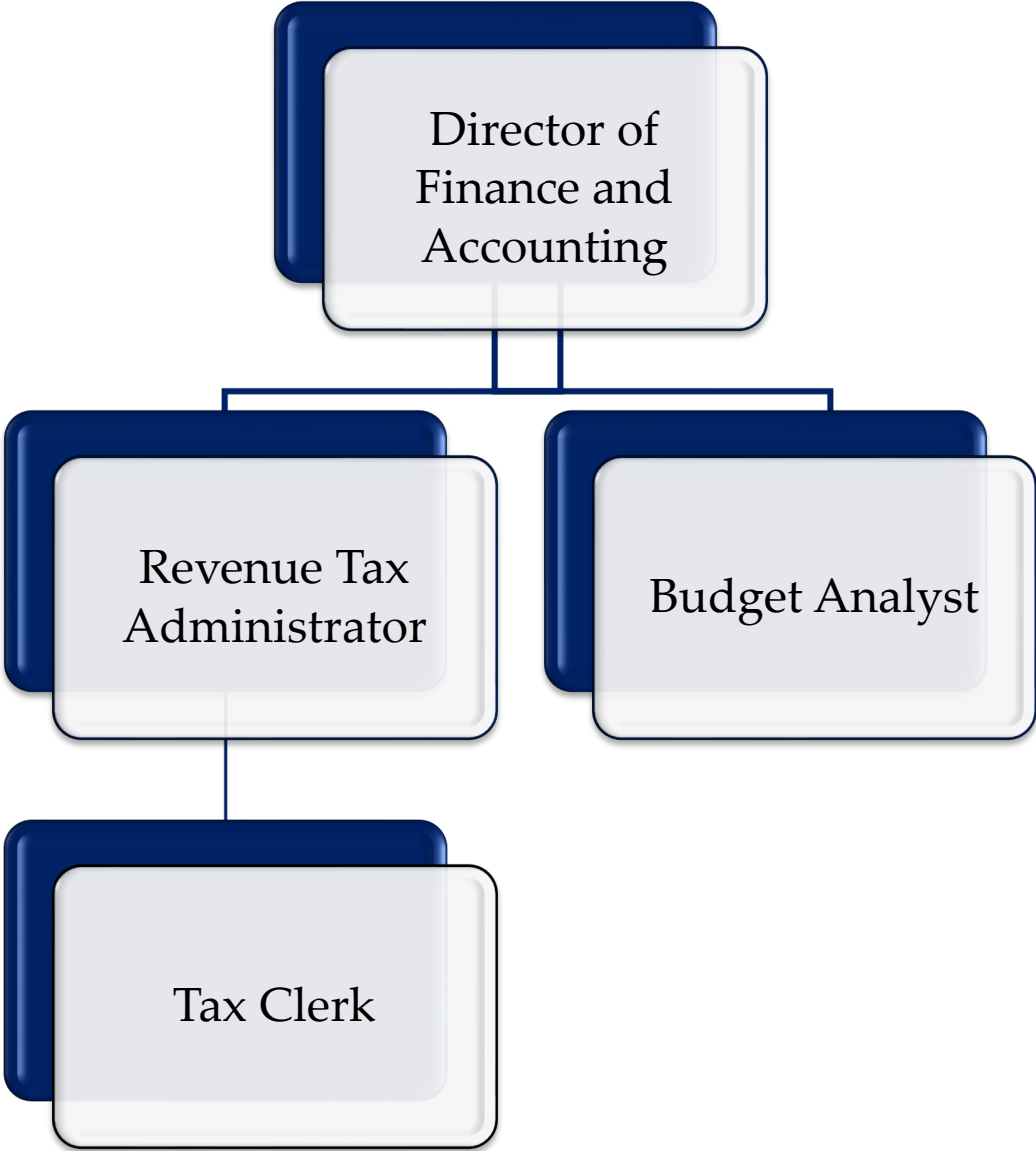 Director of
Finance and
Accounting
Revenue Tax
Administrator
Budget Analyst
Tax Clerk